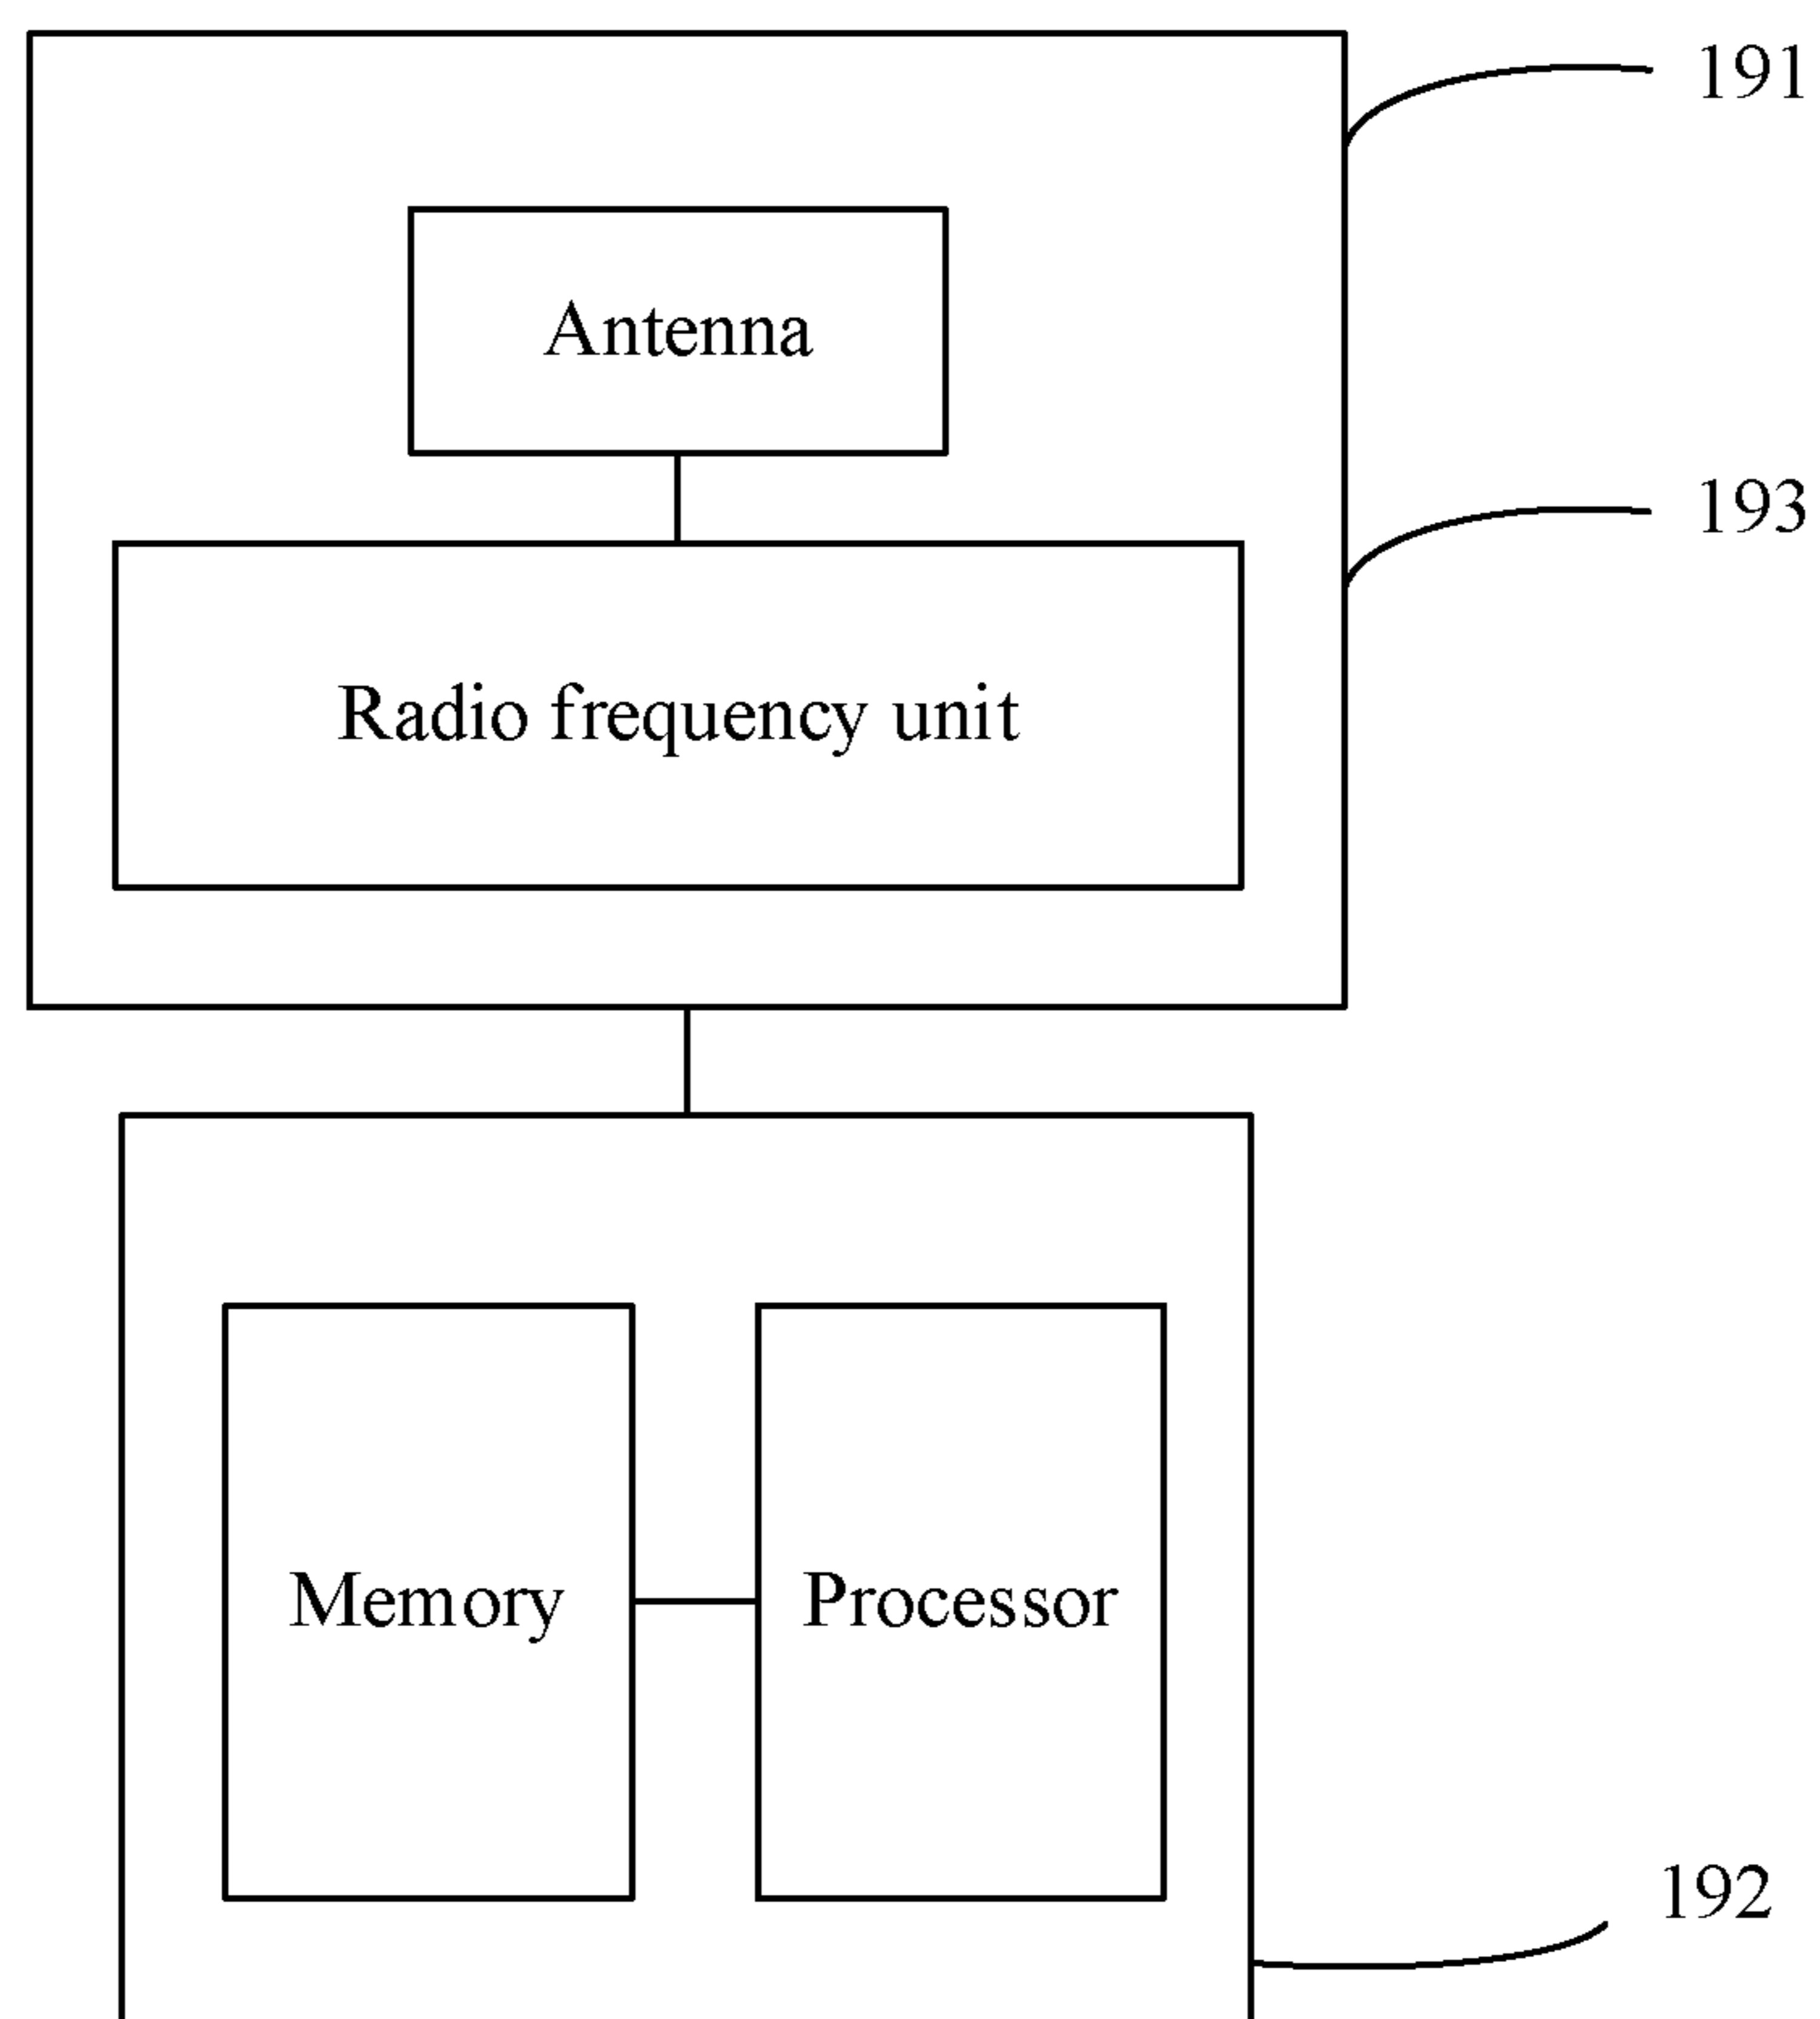 191
Antenna
193
Radio frequency unit
Memory
Processor
192